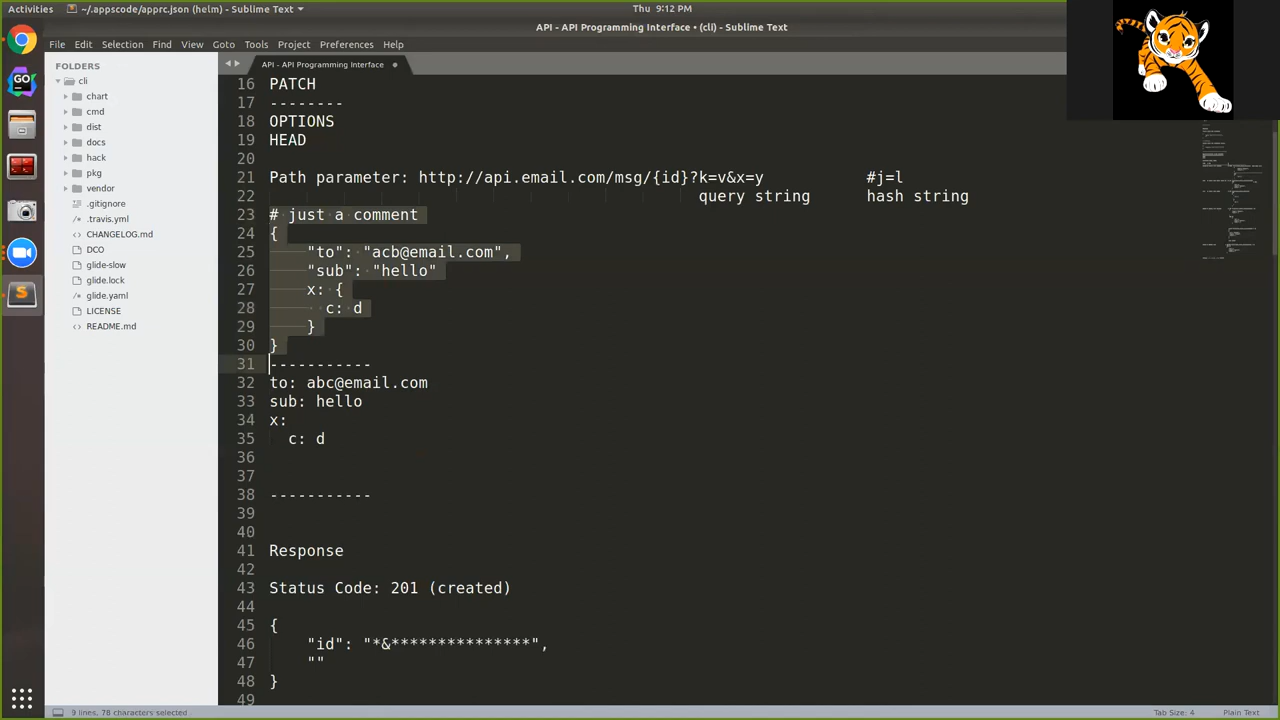 Activities
~/.appscode/apprc.json (helm) - Sublime Text
Thu 9:12 PM
API - API Programming Interface • (cli) - Sublime Text
File Edit Selection Find View Goto Tools Project Preferences Help
FOLDERS
cli
chart
cmd
dist
docs
hack
pkg
vendor
.gitignore
.travis.yml
CHANGELOG.md
DCO
glide-slow
glide.lock
glide.yaml
LICENSE
README.md
API - API Programming Interface
16 PATCH
17 --------
18 OPTIONS
19 HEAD
20
21 Path parameter: http://api.email.com/msg/{id}?k=v&x=y #j=l
22 query string hash string
23 # just a comment
24 {
25 "to": "acb@email.com",
26 "sub": "hello"
27 x: {
28 c: d
29 }
30 }
31 -----------
32 to: abc@email.com
33 sub: hello
34 x:
35 c: d
36
37
38 -----------
39
40
41 Response
42
43 Status Code: 201 (created)
44
45 {
46 "id": "*&***************",
47 ""
48 }
49
9 lines, 78 characters selected
Tab Size: 4
Plain Text